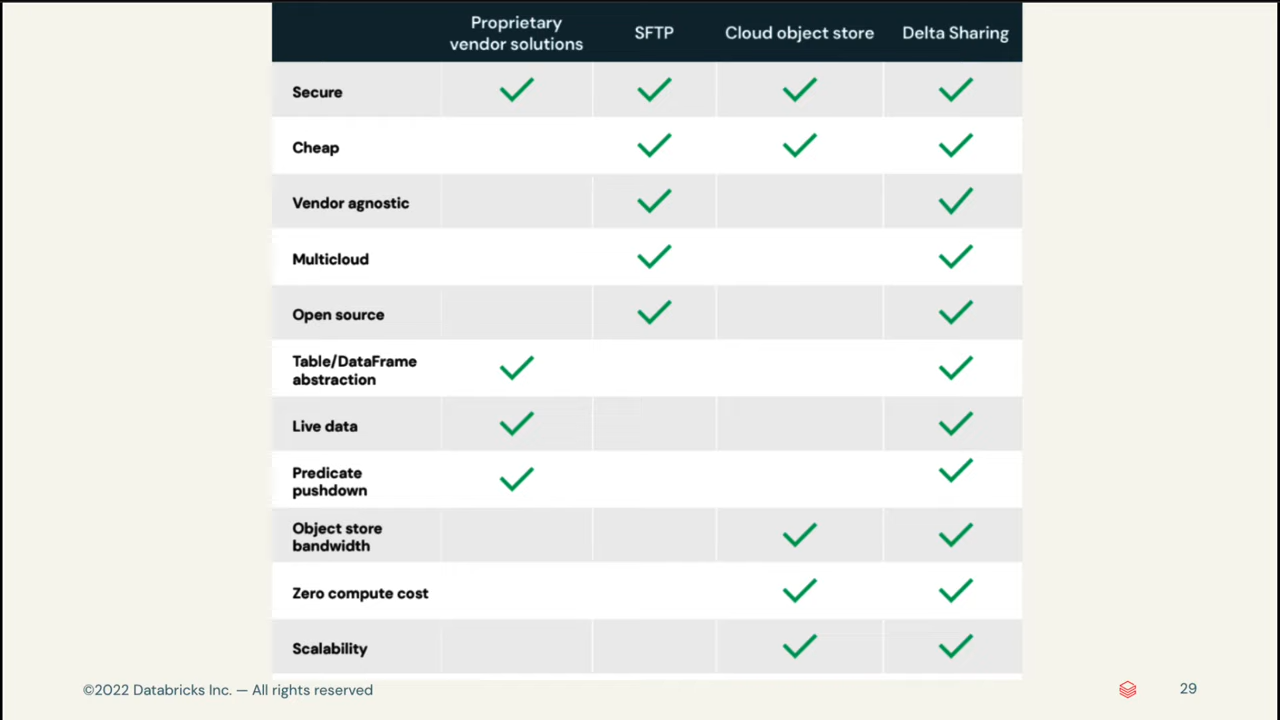 Proprietary
vendor solutions
SFTP
Cloud object store
Delta Sharing
Secure
Cheap
Vendor agnostic
Multicloud
Open source
Table/DataFrame
abstraction
Live data
Predicate
pushdown
Object store
bandwidth
Zero compute cost
Scalability
©2022 Databricks Inc. — All rights reserved
29